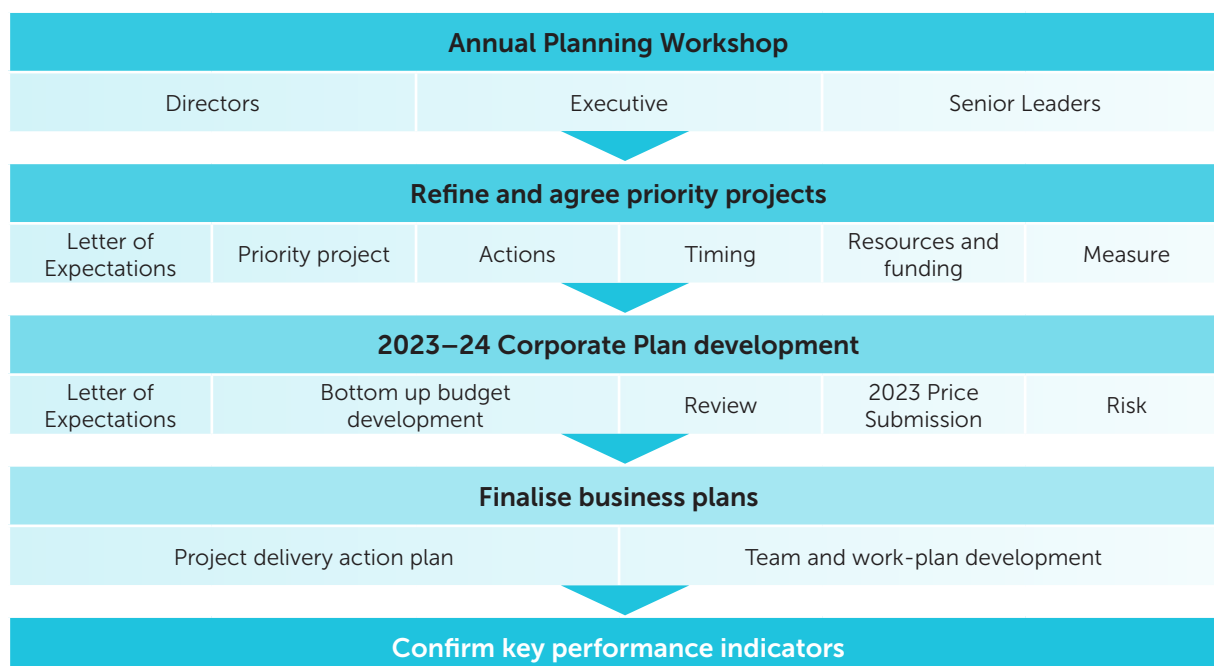 Annual Planning Workshop
Directors
Executive
Senior Leaders
Refine and agree priority projects
Letter of
Expectations
Priority project
Actions
Timing
Resources and
funding
Measure
2023–24 Corporate Plan development
Letter of
Expectations
Bottom up budget
development
Review
2023 Price
Submission
Risk
Finalise business plans
Project delivery action plan
Team and work-plan development
Confirm key performance indicators